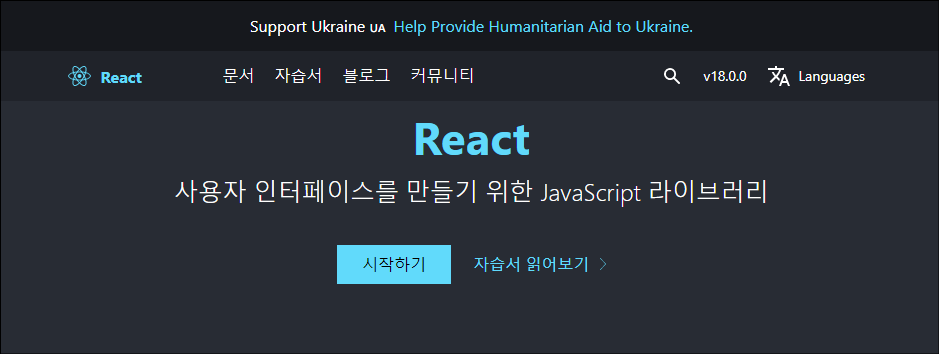 Support Ukraine UA Help Provide Humanitarian Aid to Ukraine.
React 문서 자습서 블로그 커뮤니티 v18.0.0 Languages
React
사용자 인터페이스를 만들기 위한 JavaScript 라이브러리
시작하기 자습서 읽어보기 >